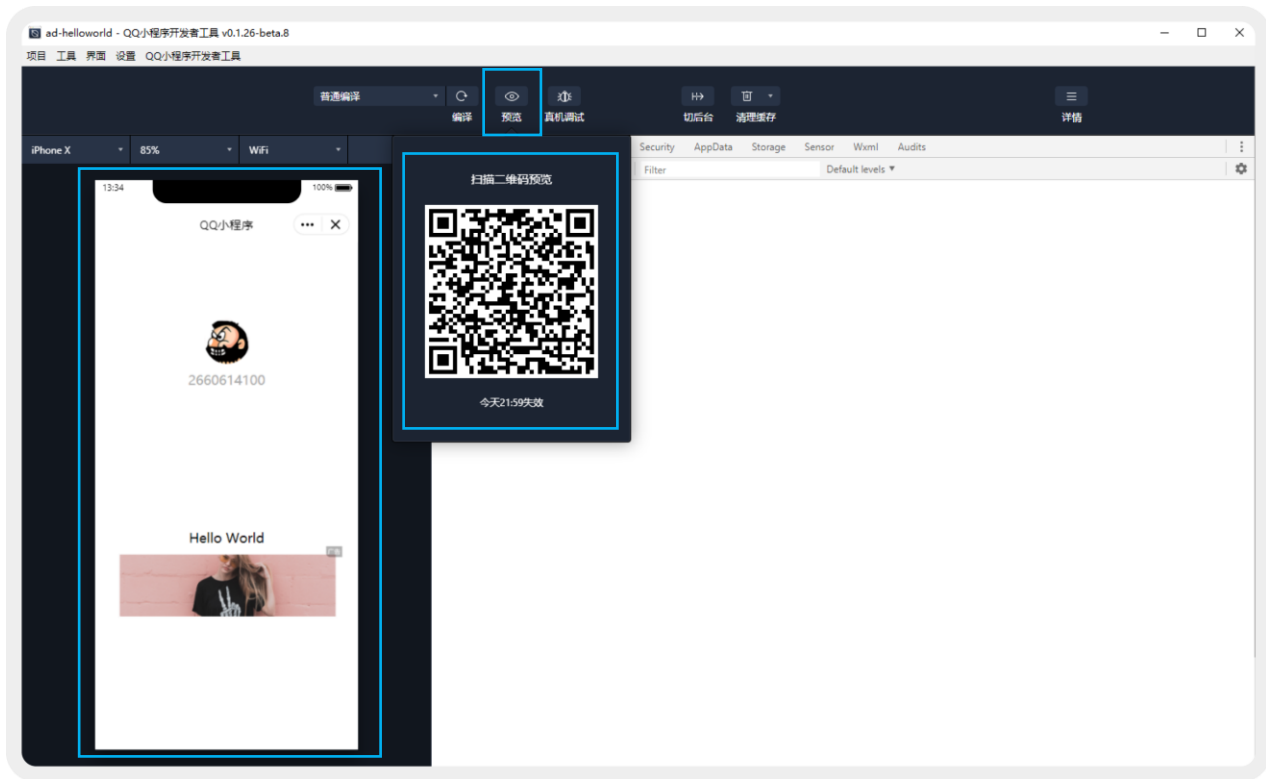 ad-helloworld - QQ小程序开发者工具 v0.1.26-beta.8
项目 工具 界面 设置 QQ小程序开发者工具
普通编译
编译 预览 真机调试 切后台 清理缓存 详情
iPhone X 85% WiFi
Security AppData Storage Sensor Wxml Audits
Filter Default levels
13:34 100%
QQ小程序
扫描二维码预览
今天21:59失效
2660614100
Hello World